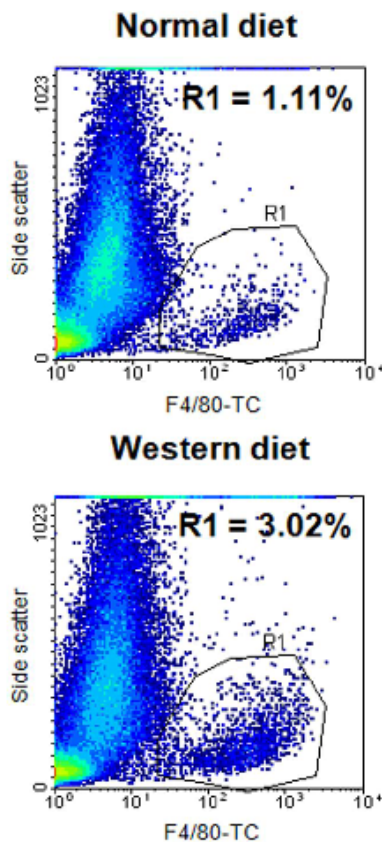 Normal diet
R1 = 1.11%
1023
R1
Side scatter
0
10⁰ 10¹ 10² 10³ 10⁴
F4/80-TC
Western diet
R1 = 3.02%
1023
R1
Side scatter
0
10⁰ 10¹ 10² 10³ 10⁴
F4/80-TC